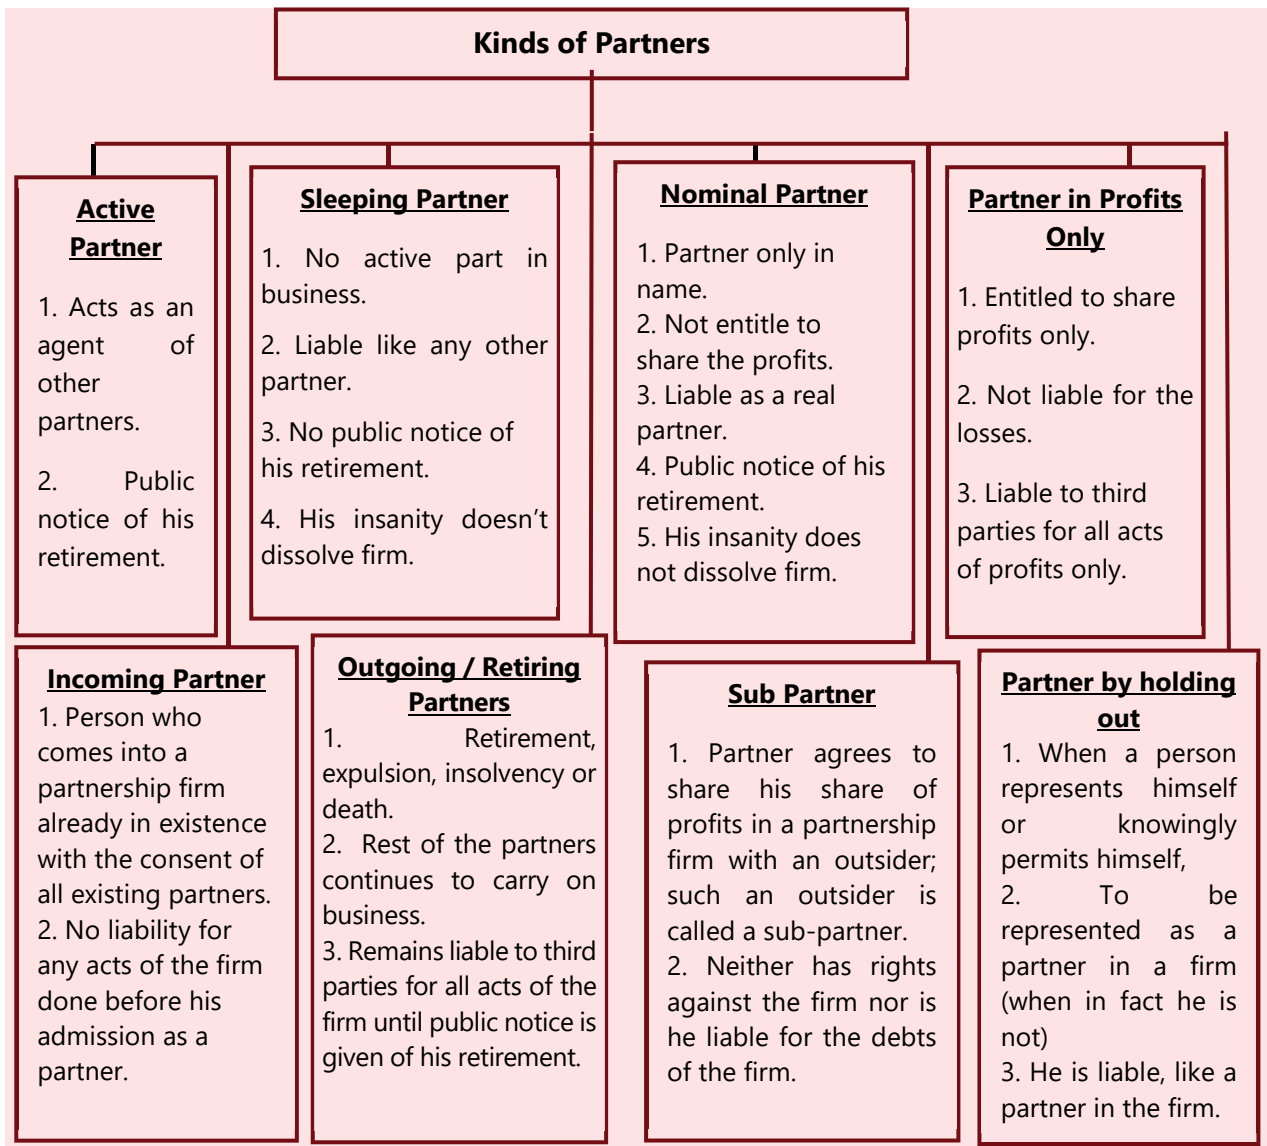 Kinds of Partners
Active
Partner
1. Acts as an
agent of
other
partners.
2. Public
notice of his
retirement.
Sleeping Partner
1. No active part in
business.
2. Liable like any other
partner.
3. No public notice of
his retirement.
4. His insanity doesn’t
dissolve firm.
Nominal Partner
1. Partner only in
name.
2. Not entitle to
share the profits.
3. Liable as a real
partner.
4. Public notice of his
retirement.
5. His insanity does
not dissolve firm.
Partner in Profits
Only
1. Entitled to share
profits only.
2. Not liable for the
losses.
3. Liable to third
parties for all acts
of profits only.
Incoming Partner
1. Person who
comes into a
partnership firm
already in existence
with the consent of
all existing partners.
2. No liability for
any acts of the firm
done before his
admission as a
partner.
Outgoing / Retiring
Partners
1. Retirement,
expulsion, insolvency or
death.
2. Rest of the partners
continues to carry on
business.
3. Remains liable to third
parties for all acts of the
firm until public notice is
given of his retirement.
Sub Partner
1. Partner agrees to
share his share of
profits in a partnership
firm with an outsider;
such an outsider is
called a sub-partner.
2. Neither has rights
against the firm nor is
he liable for the debts
of the firm.
Partner by holding
out
1. When a person
represents himself
or knowingly
permits himself,
2. To be
represented as a
partner in a firm
(when in fact he is
not)
3. He is liable, like a
partner in the firm.